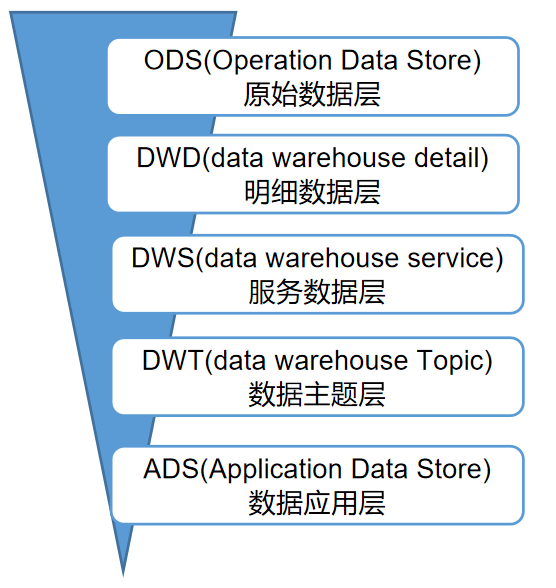 ODS(Operation Data Store)
原始数据层
DWD(data warehouse detail)
明细数据层
DWS(data warehouse service)
服务数据层
DWT(data warehouse Topic)
数据主题层
ADS(Application Data Store)
数据应用层